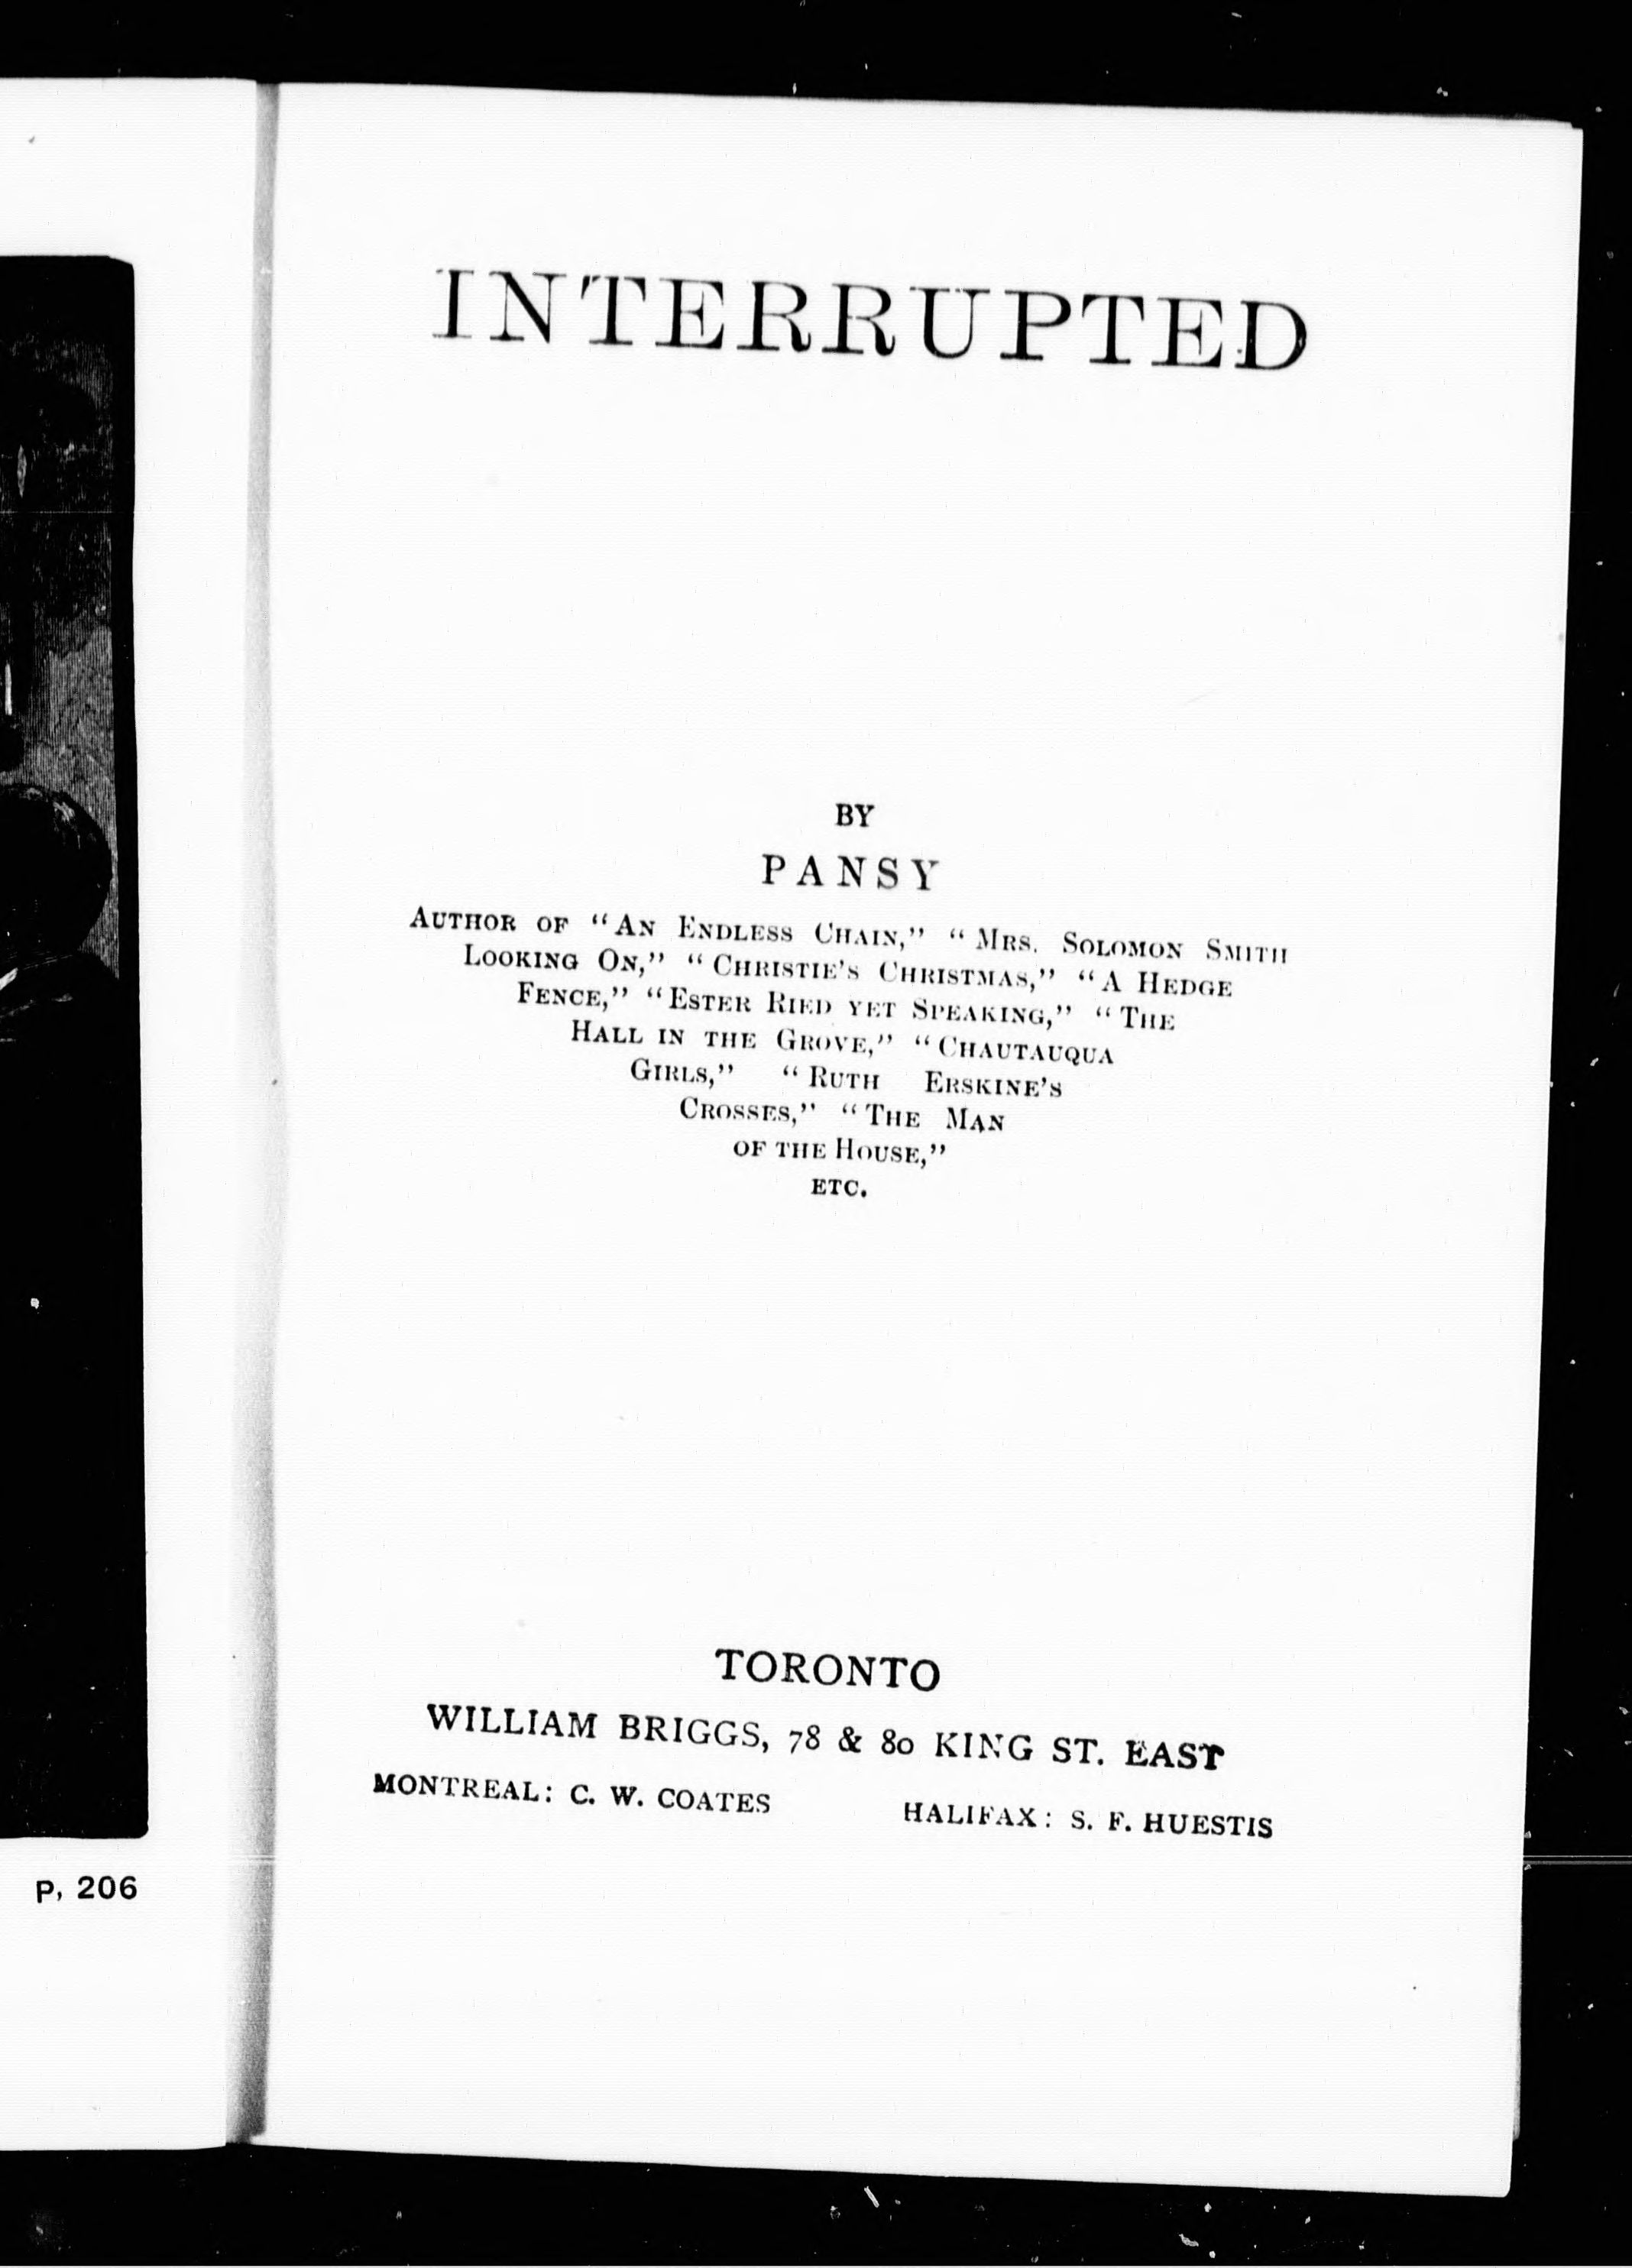 P, 206
INTERRUPTED
BY
PANSY
AUTHOR OF “AN ENDLESS CHAIN,” “MRS. SOLOMON SMITH
LOOKING ON,” “CHRISTIE’S CHRISTMAS,” “A HEDGE
FENCE,” “ESTER RIED YET SPEAKING,” “THE
HALL IN THE GROVE,” “CHAUTAUQUA
GIRLS,” “RUTH ERSKINE’S
CROSSES,” “THE MAN
OF THE HOUSE,”
ETC.
TORONTO
WILLIAM BRIGGS, 78 & 80 KING ST. EAST
MONTREAL: C. W. COATES HALIFAX: S. F. HUESTIS